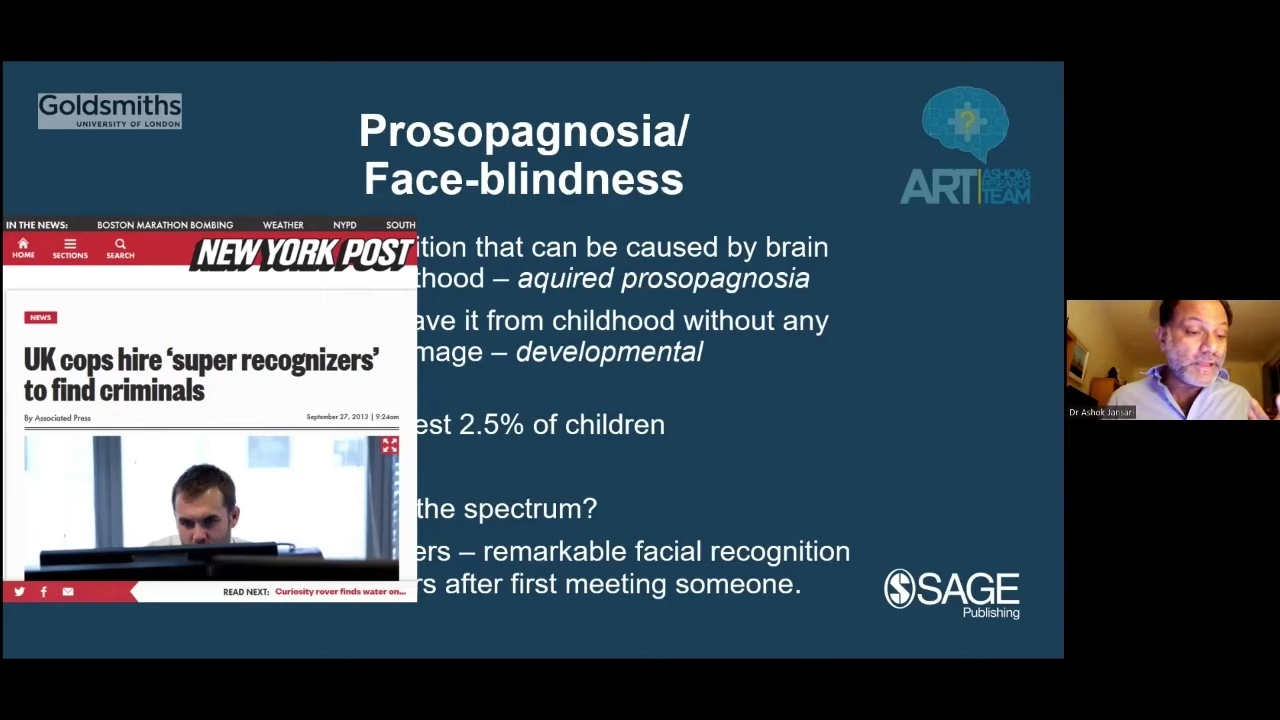 Goldsmiths
UNIVERSITY OF LONDON
Prosopagnosia/
Face-blindness
?
ART
ASHOK'S
RESEARCH
TEAM
IN THE NEWS:
BOSTON MARATHON BOMBING
WEATHER
NYPD
SOUTH
HOME
SECTIONS
SEARCH
NEW YORK POST
NEWS
UK cops hire ‘super recognizers’
to find criminals
By Associated Press
September 27, 2013 | 9:24am
READ NEXT: Curiosity rover finds water on...
ition that can be caused by brain
thood – aquired prosopagnosia
ave it from childhood without any
mage – developmental
est 2.5% of children
the spectrum?
ers – remarkable facial recognition
rs after first meeting someone.
SAGE
Publishing
Dr Ashok Jansari